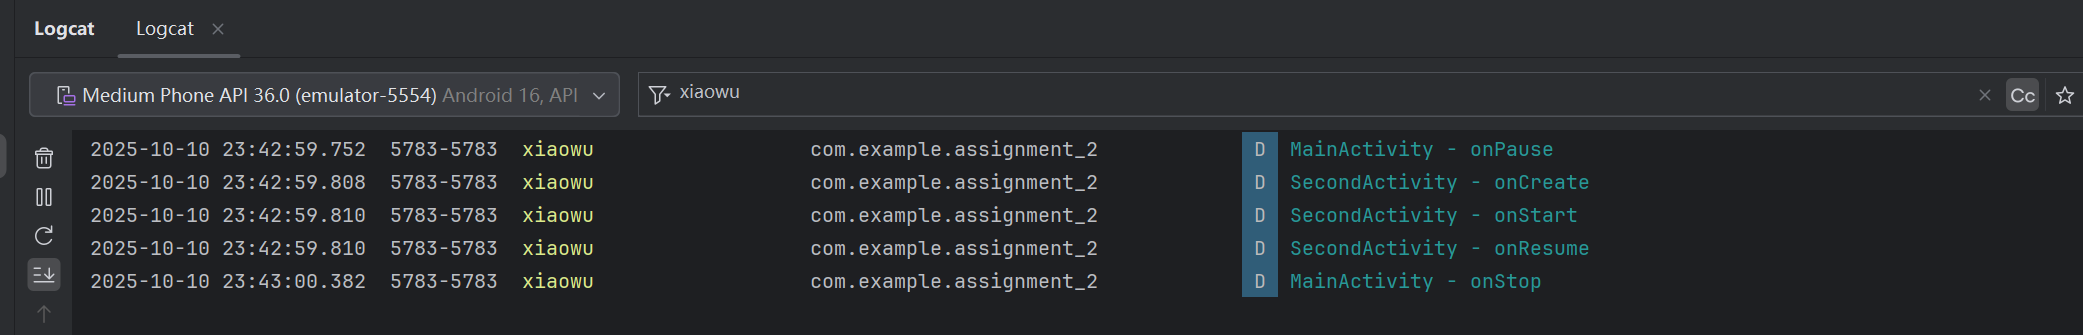 Logcat Logcat
Medium Phone API 36.0 (emulator-5554) Android 16, API xiaowu Cc
2025-10-10 23:42:59.752 5783-5783 xiaowu com.example.assignment_2 D MainActivity - onPause
2025-10-10 23:42:59.808 5783-5783 xiaowu com.example.assignment_2 D SecondActivity - onCreate
2025-10-10 23:42:59.810 5783-5783 xiaowu com.example.assignment_2 D SecondActivity - onStart
2025-10-10 23:42:59.810 5783-5783 xiaowu com.example.assignment_2 D SecondActivity - onResume
2025-10-10 23:43:00.382 5783-5783 xiaowu com.example.assignment_2 D MainActivity - onStop